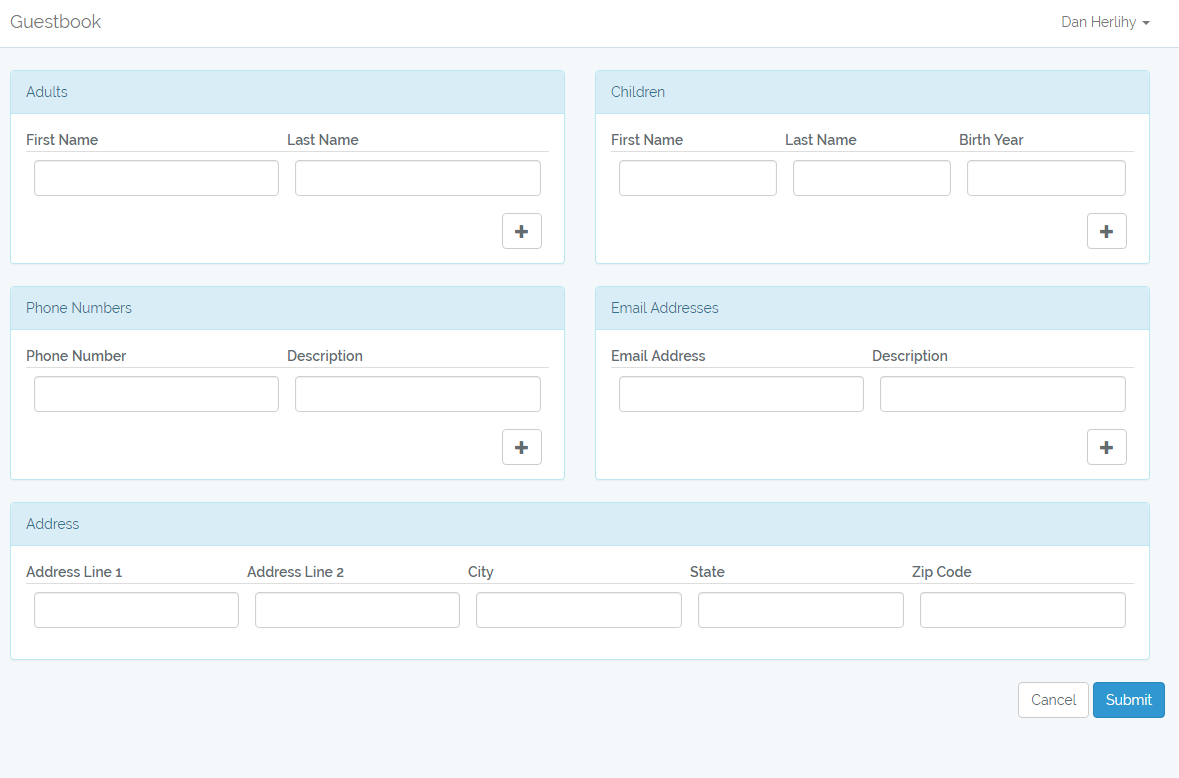 Guestbook Dan Herlihy
Adults
First Name Last Name
Children
First Name Last Name Birth Year
Phone Numbers
Phone Number Description
Email Addresses
Email Address Description
Address
Address Line 1 Address Line 2 City State Zip Code
Cancel Submit